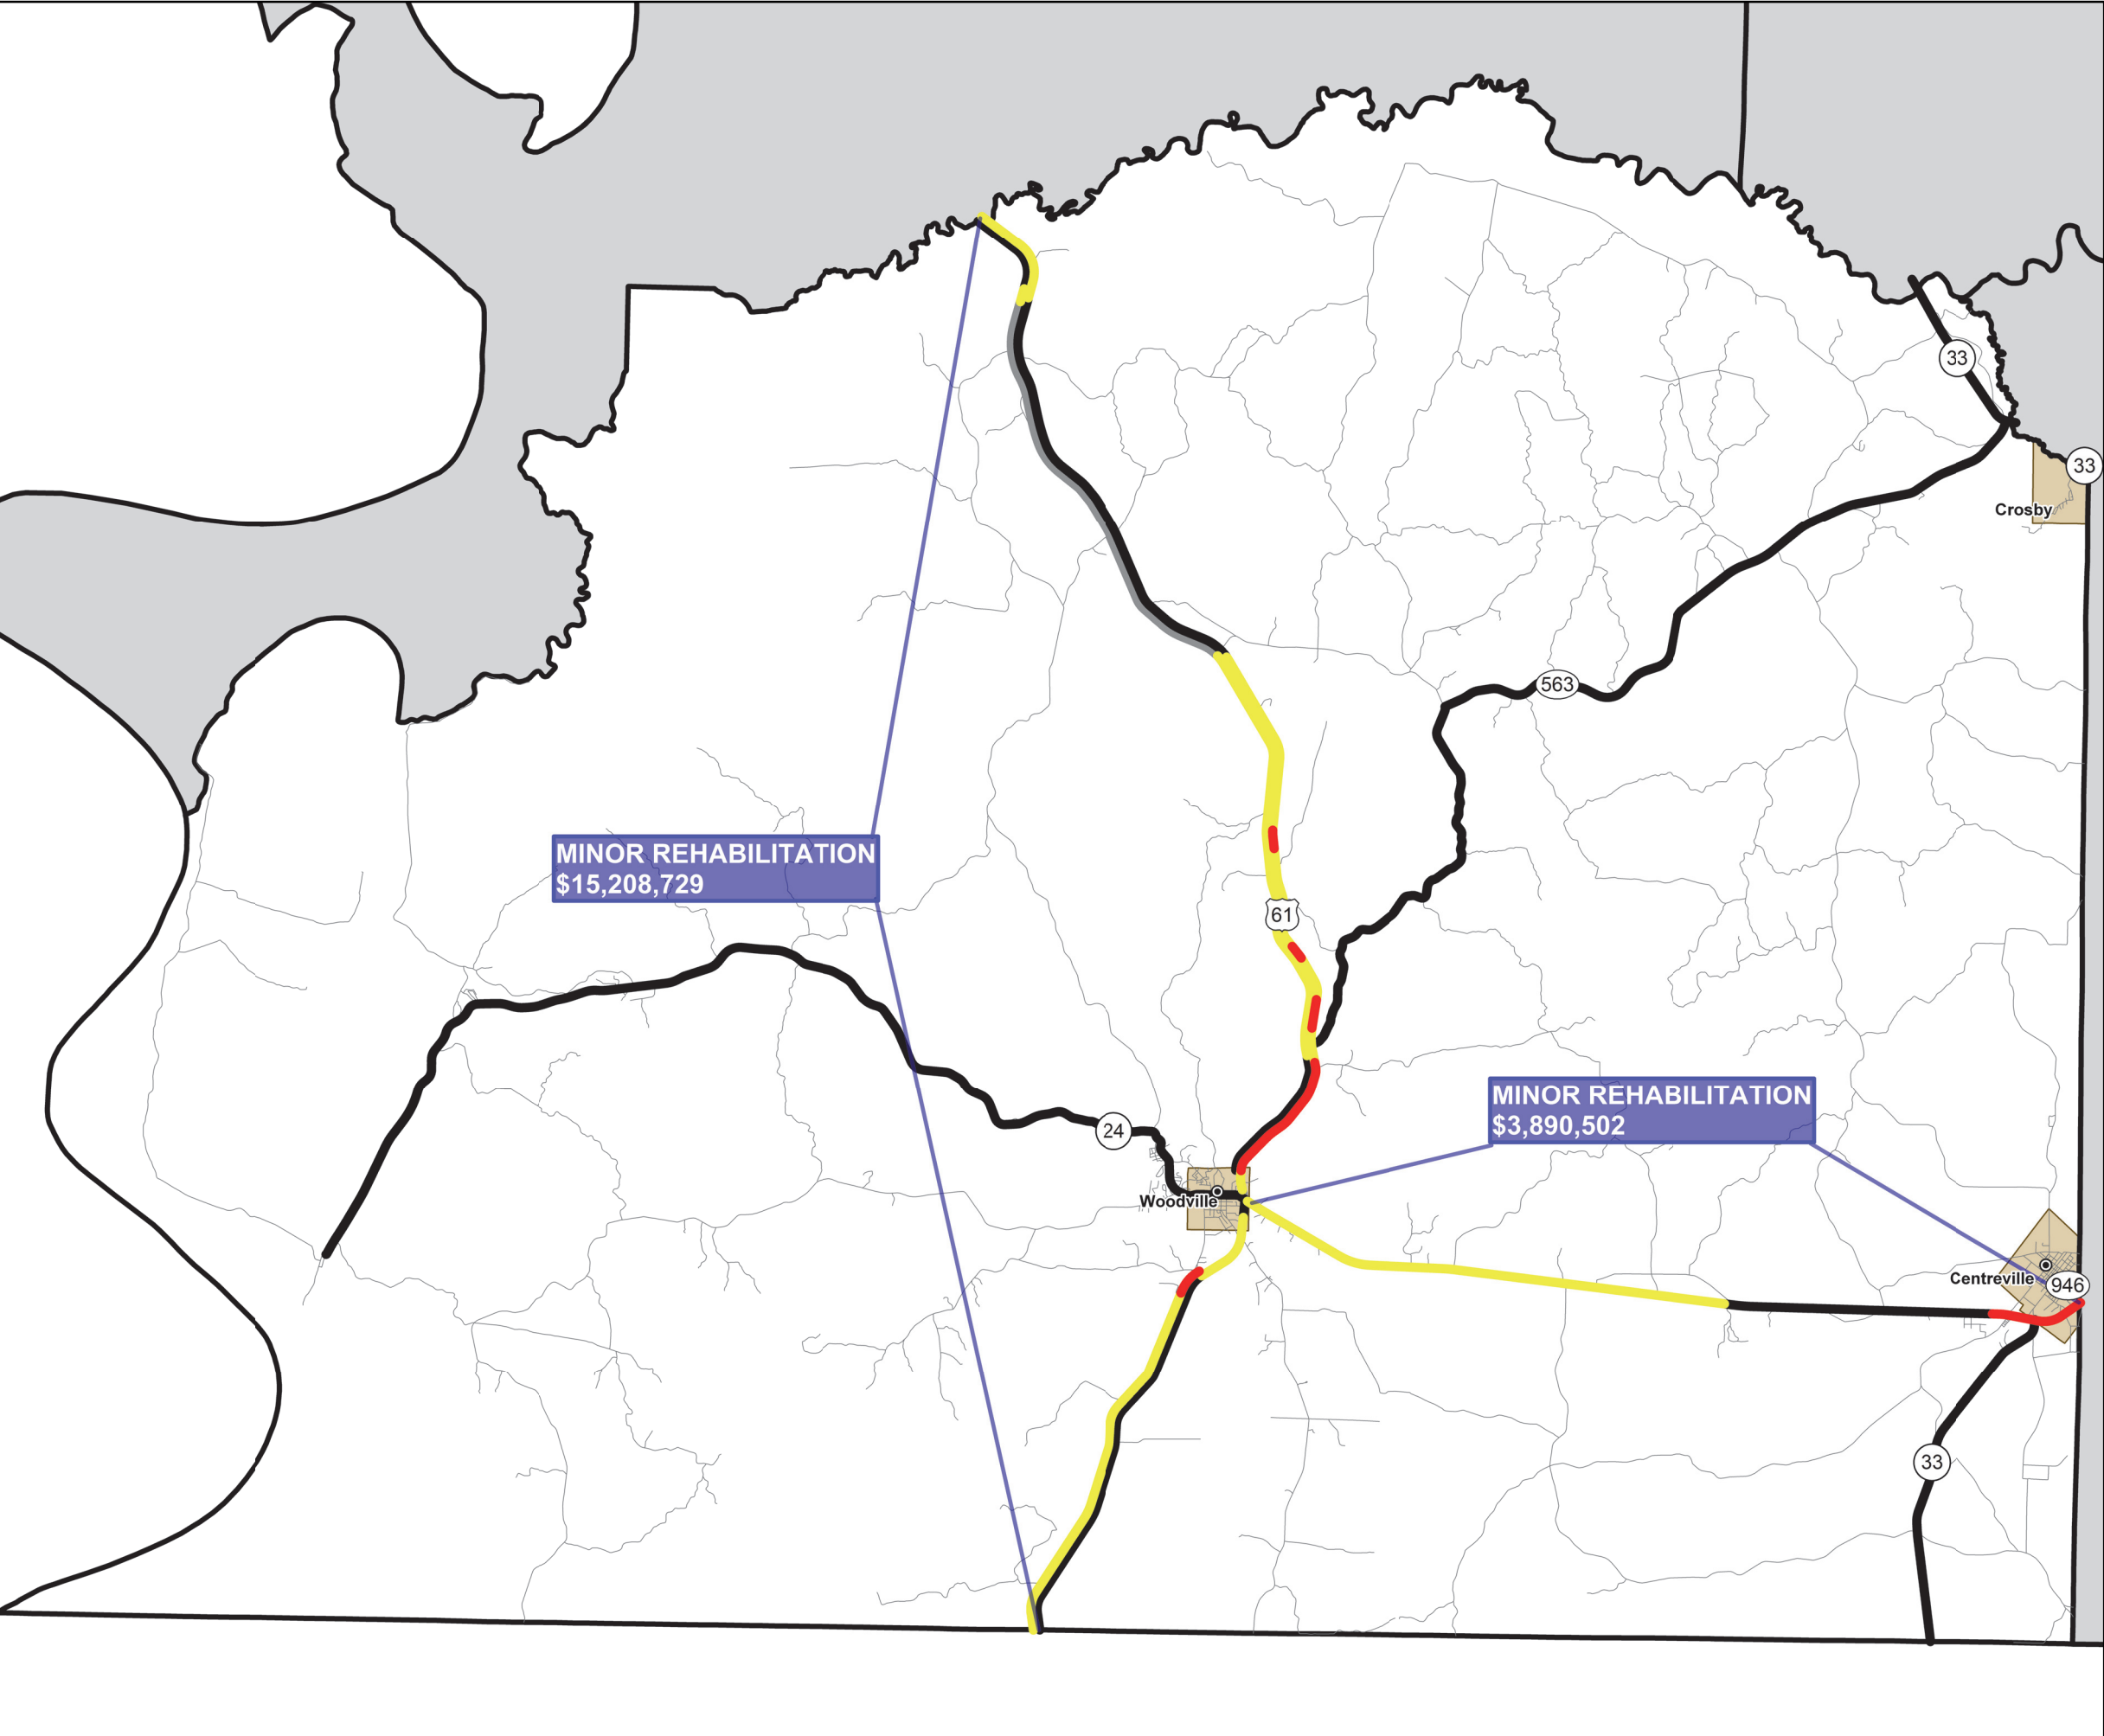 33
33
Crosby
563
MINOR REHABILITATION
$15,208,729
61
MINOR REHABILITATION
$3,890,502
24
Woodville
Centreville
946
33